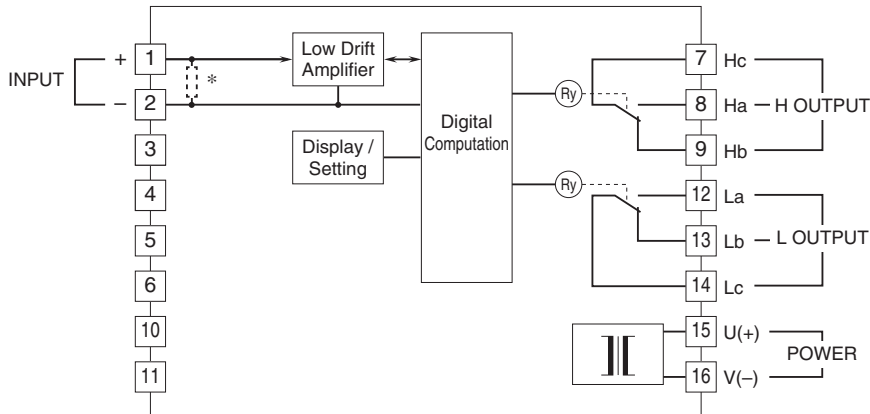 INPUT
+ 1
*
Low Drift
Amplifier
− 2
3
Display /
Setting
4
5
6
10
11
Digital
Computation
Ry
Ry
7 Hc
8 Ha H OUTPUT
9 Hb
12 La
13 Lb L OUTPUT
14 Lc
15 U(+)
POWER
16 V(–)